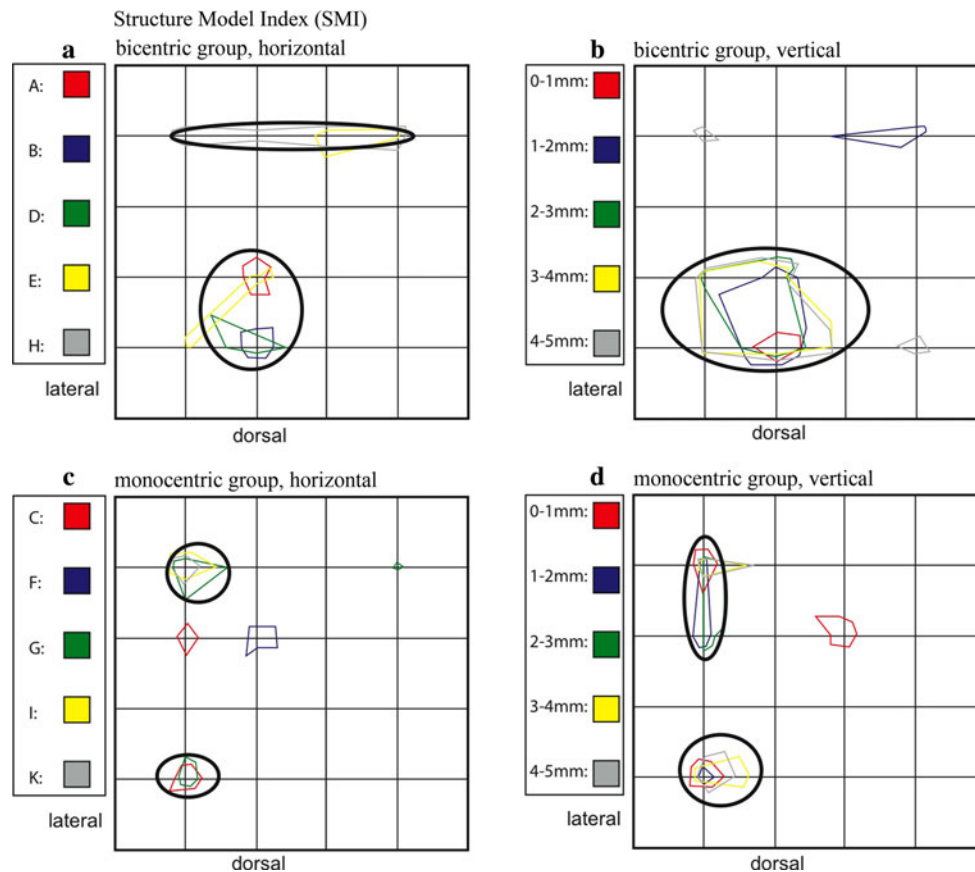 Structure Model Index (SMI)
a
bicentric group, horizontal
A:
B:
D:
E:
H:
lateral
dorsal
b
bicentric group, vertical
0-1mm:
1-2mm:
2-3mm:
3-4mm:
4-5mm:
lateral
dorsal
c
monocentric group, horizontal
C:
F:
G:
I:
K:
lateral
dorsal
d
monocentric group, vertical
0-1mm:
1-2mm:
2-3mm:
3-4mm:
4-5mm:
lateral
dorsal